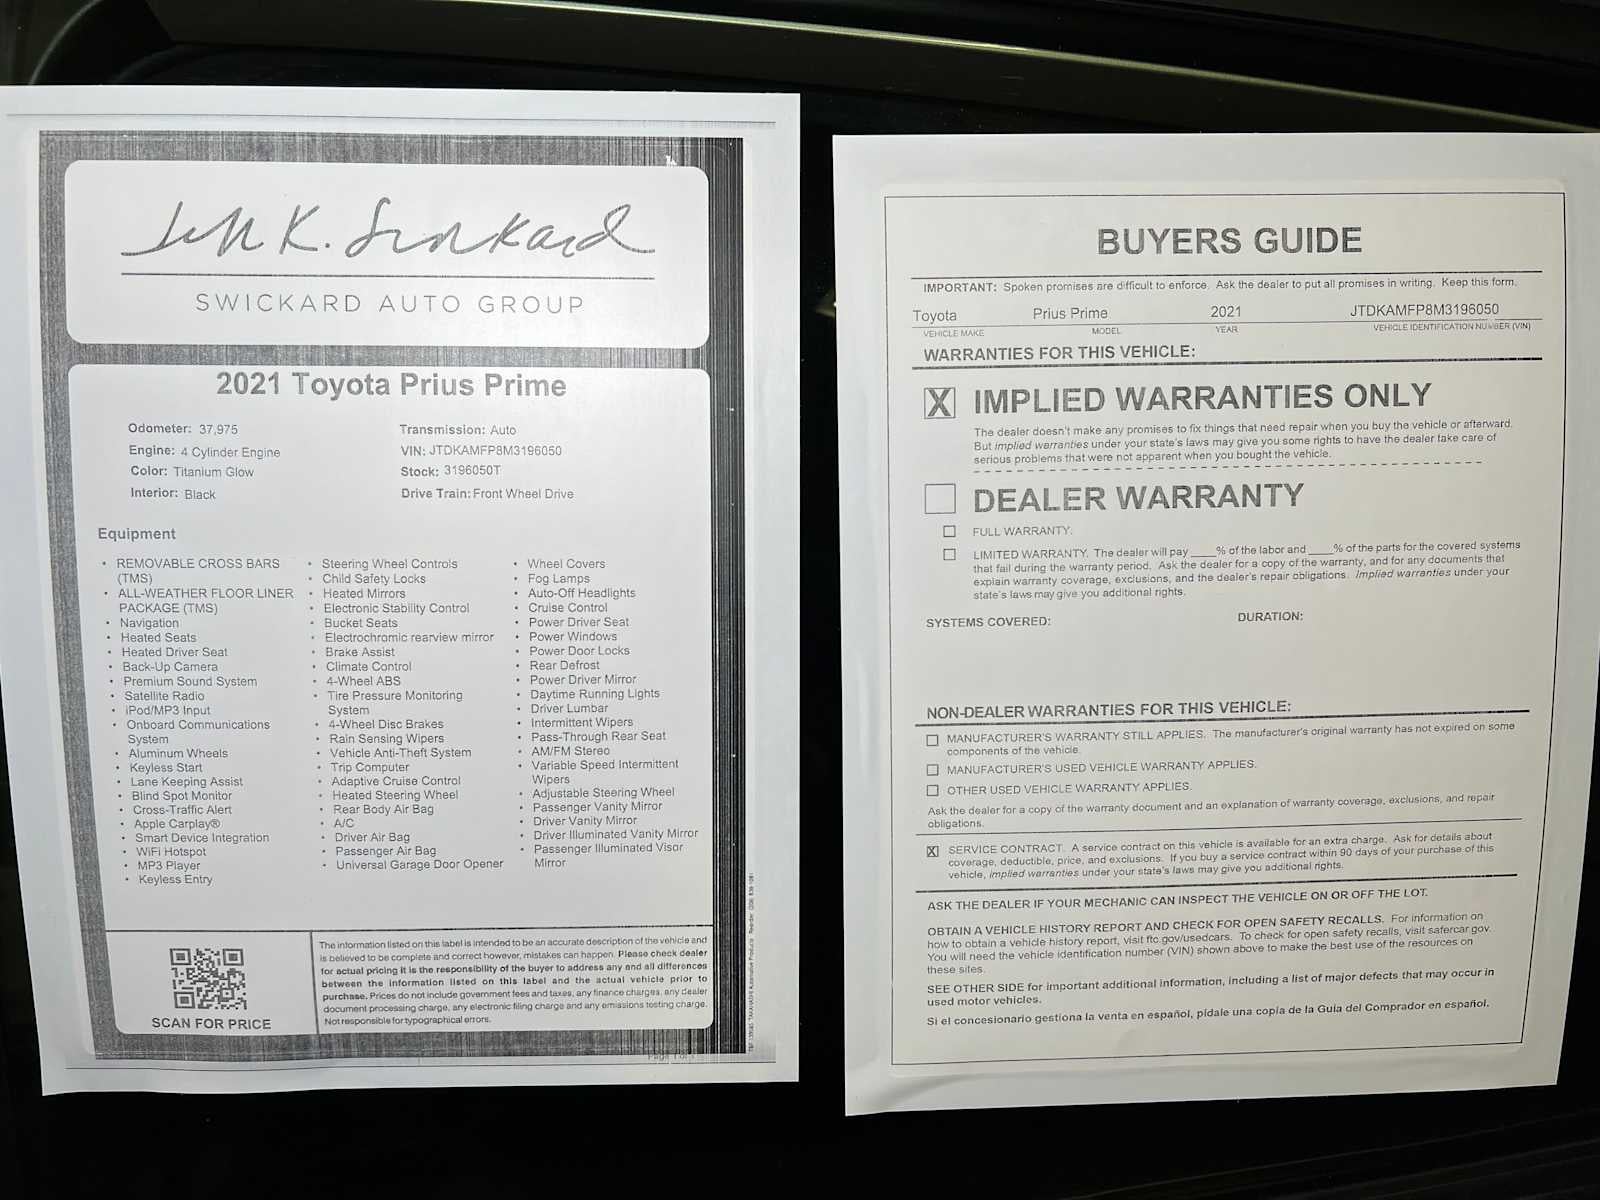 Jeff K. Swickard
SWICKARD AUTO GROUP
2021 Toyota Prius Prime
Odometer: 37,975
Engine: 4 Cylinder Engine
Color: Titanium Glow
Interior: Black
Transmission: Auto
VIN: JTDKAMFP8M3196050
Stock: 3196050T
Drive Train: Front Wheel Drive
Equipment
• REMOVABLE CROSS BARS
(TMS)
• ALL-WEATHER FLOOR LINER
PACKAGE (TMS)
• Navigation
• Heated Seats
• Heated Driver Seat
• Back-Up Camera
• Premium Sound System
• Satellite Radio
• iPod/MP3 Input
• Onboard Communications
System
• Aluminum Wheels
• Keyless Start
• Lane Keeping Assist
• Blind Spot Monitor
• Cross-Traffic Alert
• Apple Carplay®
• Smart Device Integration
• WiFi Hotspot
• MP3 Player
• Keyless Entry
• Steering Wheel Controls
• Child Safety Locks
• Heated Mirrors
• Electronic Stability Control
• Bucket Seats
• Electrochromic rearview mirror
• Brake Assist
• Climate Control
• 4-Wheel ABS
• Tire Pressure Monitoring
System
• 4-Wheel Disc Brakes
• Rain Sensing Wipers
• Vehicle Anti-Theft System
• Trip Computer
• Adaptive Cruise Control
• Heated Steering Wheel
• Rear Body Air Bag
• A/C
• Driver Air Bag
• Passenger Air Bag
• Universal Garage Door Opener
• Wheel Covers
• Fog Lamps
• Auto-Off Headlights
• Cruise Control
• Power Driver Seat
• Power Windows
• Power Door Locks
• Rear Defrost
• Power Driver Mirror
• Daytime Running Lights
• Driver Lumbar
• Intermittent Wipers
• Pass-Through Rear Seat
• AM/FM Stereo
• Variable Speed Intermittent
Wipers
• Adjustable Steering Wheel
• Passenger Vanity Mirror
• Driver Vanity Mirror
• Driver Illuminated Vanity Mirror
• Passenger Illuminated Visor
Mirror
SCAN FOR PRICE
The information listed on this label is intended to be an accurate description of the vehicle and
is believed to be complete and correct however, mistakes can happen. Please check dealer
for actual pricing it is the responsibility of the buyer to address any and all differences
between the information listed on this label and the actual vehicle prior to
purchase. Prices do not include government fees and taxes, any finance charges, any dealer
document processing charge, any electronic filing charge and any emissions testing charge.
Not responsible for typographical errors.
Page 1 of 1
BUYERS GUIDE
IMPORTANT: Spoken promises are difficult to enforce. Ask the dealer to put all promises in writing. Keep this form.
Toyota Prius Prime 2021 JTDKAMFP8M3196050
VEHICLE MAKE MODEL YEAR VEHICLE IDENTIFICATION NUMBER (VIN)
WARRANTIES FOR THIS VEHICLE:
X IMPLIED WARRANTIES ONLY
The dealer doesn't make any promises to fix things that need repair when you buy the vehicle or afterward.
But implied warranties under your state's laws may give you some rights to have the dealer take care of
serious problems that were not apparent when you bought the vehicle.
DEALER WARRANTY
FULL WARRANTY.
LIMITED WARRANTY. The dealer will pay ____% of the labor and ____% of the parts for the covered systems
that fail during the warranty period. Ask the dealer for a copy of the warranty, and for any documents that
explain warranty coverage, exclusions, and the dealer's repair obligations. Implied warranties under your
state's laws may give you additional rights.
SYSTEMS COVERED: DURATION:
NON-DEALER WARRANTIES FOR THIS VEHICLE:
MANUFACTURER'S WARRANTY STILL APPLIES. The manufacturer's original warranty has not expired on some
components of the vehicle.
MANUFACTURER'S USED VEHICLE WARRANTY APPLIES.
OTHER USED VEHICLE WARRANTY APPLIES.
Ask the dealer for a copy of the warranty document and an explanation of warranty coverage, exclusions, and repair
obligations.
X SERVICE CONTRACT. A service contract on this vehicle is available for an extra charge. Ask for details about
coverage, deductible, price, and exclusions. If you buy a service contract within 90 days of your purchase of this
vehicle, implied warranties under your state's laws may give you additional rights.
ASK THE DEALER IF YOUR MECHANIC CAN INSPECT THE VEHICLE ON OR OFF THE LOT.
OBTAIN A VEHICLE HISTORY REPORT AND CHECK FOR OPEN SAFETY RECALLS. For information on
how to obtain a vehicle history report, visit ftc.gov/usedcars. To check for open safety recalls, visit safercar.gov.
You will need the vehicle identification number (VIN) shown above to make the best use of the resources on
these sites.
SEE OTHER SIDE for important additional information, including a list of major defects that may occur in
used motor vehicles.
Si el concesionario gestiona la venta en español, pídale una copia de la Guía del Comprador en español.